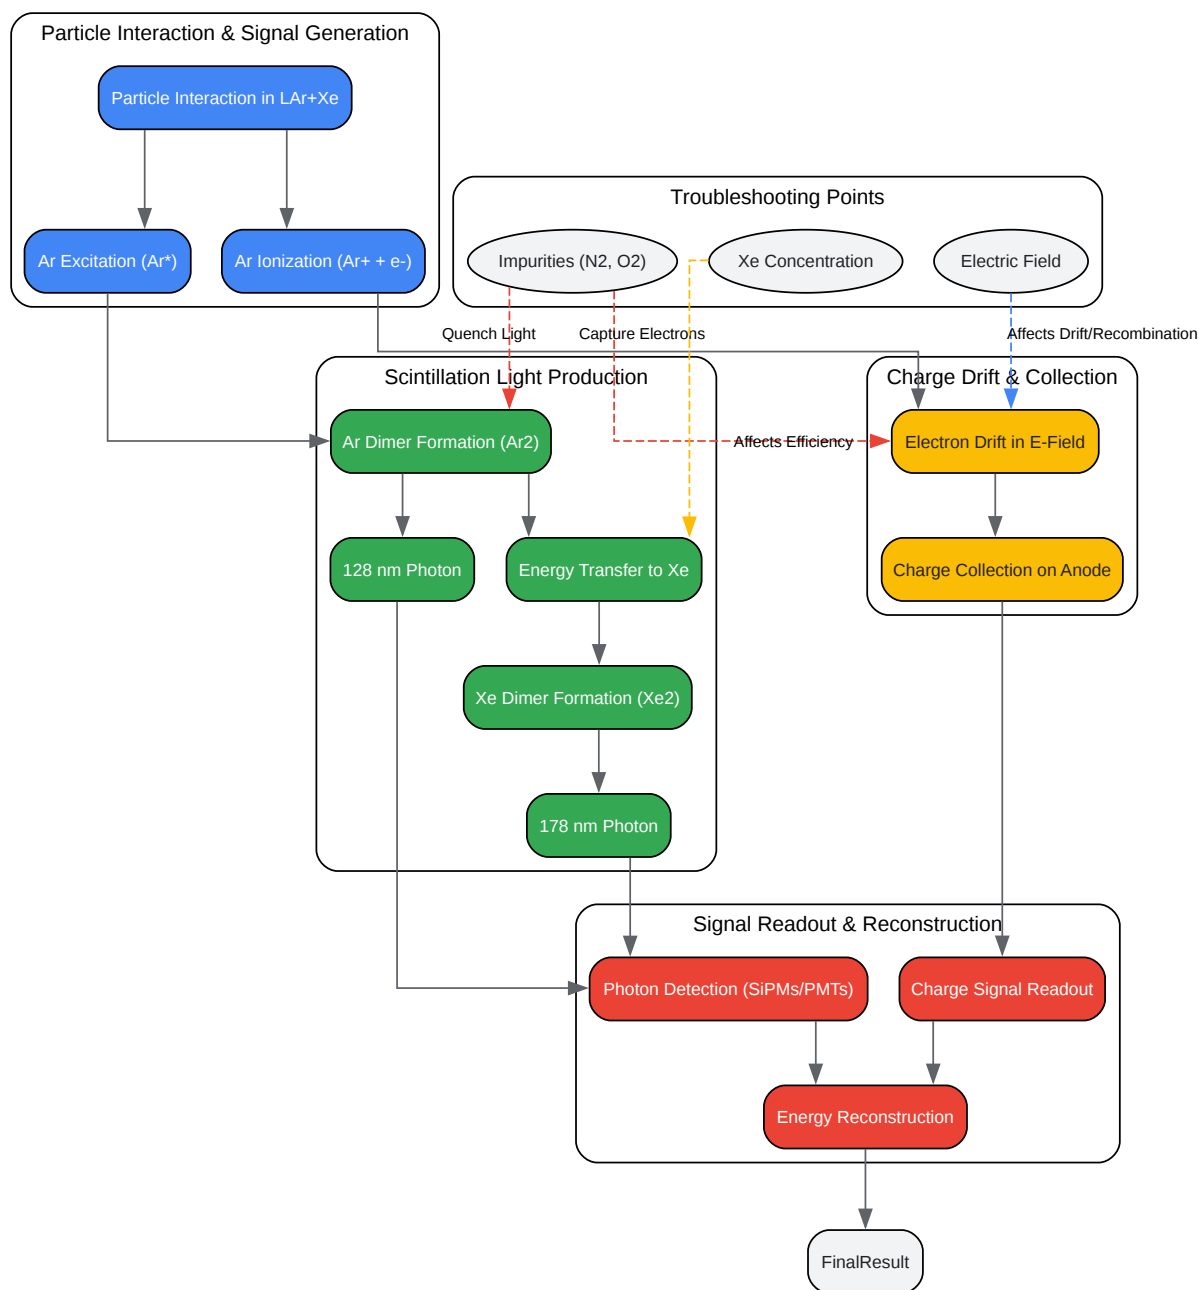 Particle Interaction & Signal Generation
Particle Interaction in LAr+Xe
Troubleshooting Points
Ar Excitation (Ar*)
Ar Ionization (Ar+ + e-)
Impurities (N2, O2)
Xe Concentration
Electric Field
Quench Light
Capture Electrons
Affects Drift/Recombination
Scintillation Light Production
Charge Drift & Collection
Ar Dimer Formation (Ar2)
Affects Efficiency
Electron Drift in E-Field
128 nm Photon
Energy Transfer to Xe
Charge Collection on Anode
Xe Dimer Formation (Xe2)
178 nm Photon
Signal Readout & Reconstruction
Photon Detection (SiPMs/PMTs)
Charge Signal Readout
Energy Reconstruction
FinalResult